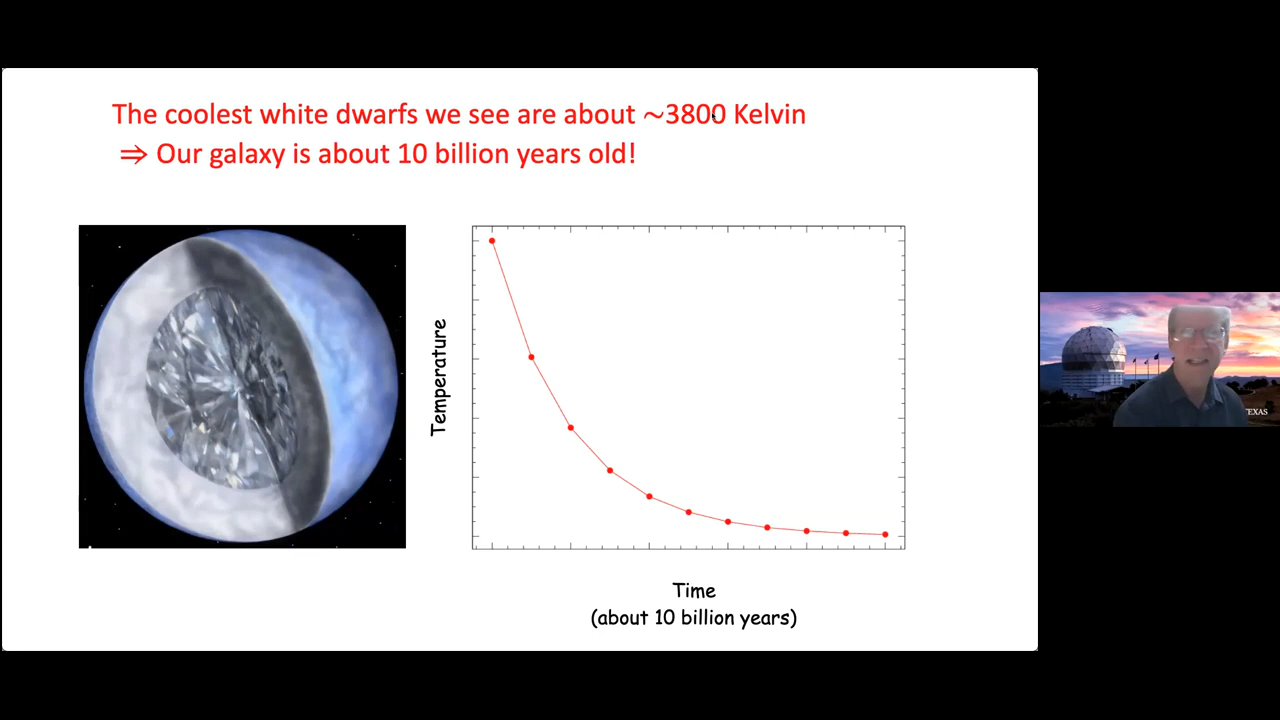 The coolest white dwarfs we see are about ~3800 Kelvin
⇒ Our galaxy is about 10 billion years old!
Temperature
Time
(about 10 billion years)
TEXAS